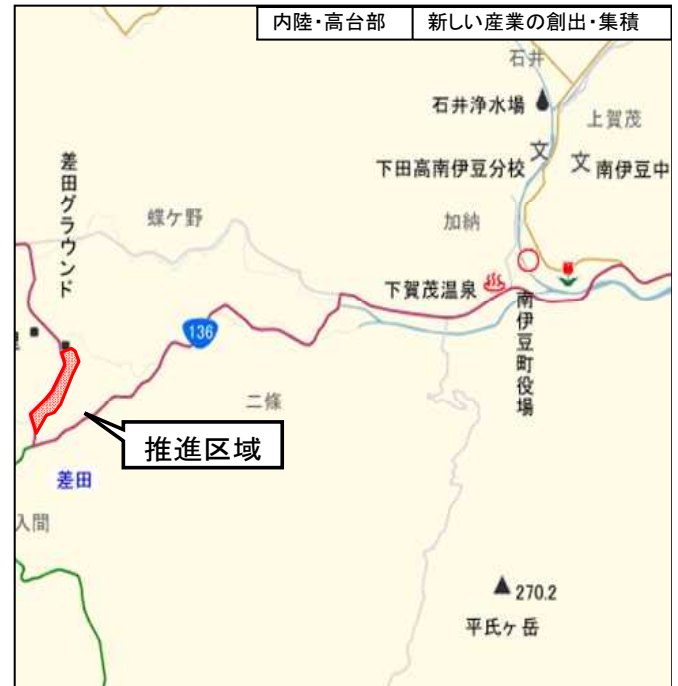 内陸・高台部
新しい産業の創出・集積
石井
石井浄水場
上賀茂
文
文
下田高南伊豆分校
南伊豆中
差田グラウンド
蝶ケ野
加納
下賀茂温泉
南伊豆町役場
136
二條
推進区域
差田
入間
270.2
平氏ヶ岳